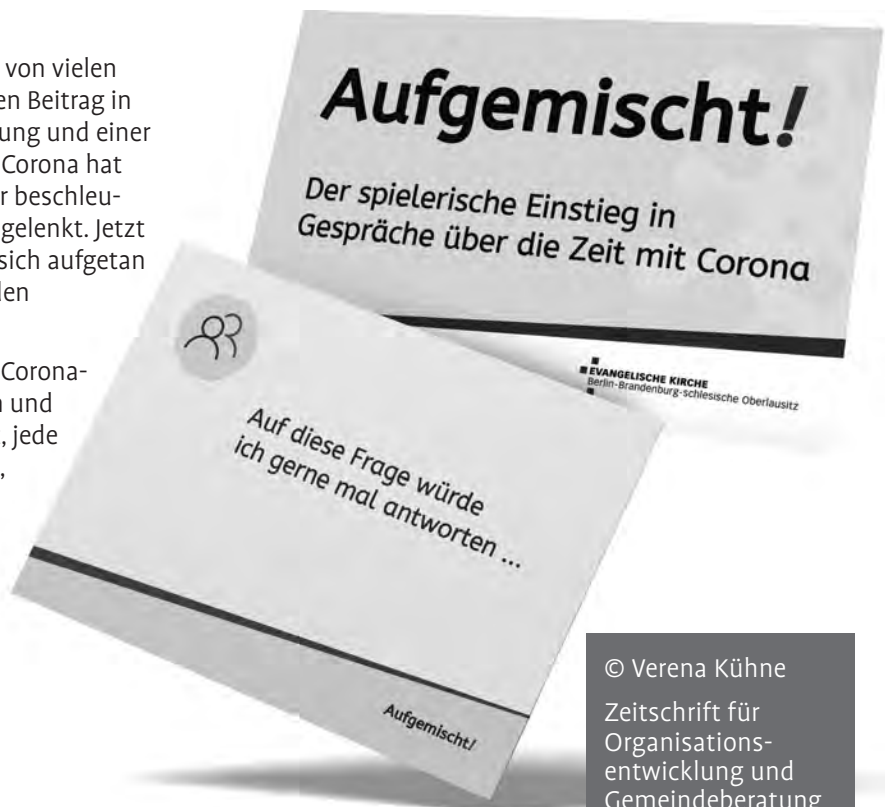 von vielen
en Beitrag in
ung und einer
Corona hat
r beschleu-
gelenkt. Jetzt
sich aufgetan
len
Corona-
n und
, jede
,
Aufgemischt!
Der spielerische Einstieg in
Gespräche über die Zeit mit Corona
EVANGELISCHE KIRCHE
Berlin-Brandenburg-schlesische Oberlausitz
Auf diese Frage würde
ich gerne mal antworten ...
Aufgemischt!
© Verena Kühne
Zeitschrift für
Organisations-
entwicklung und
Gemeindeberatung